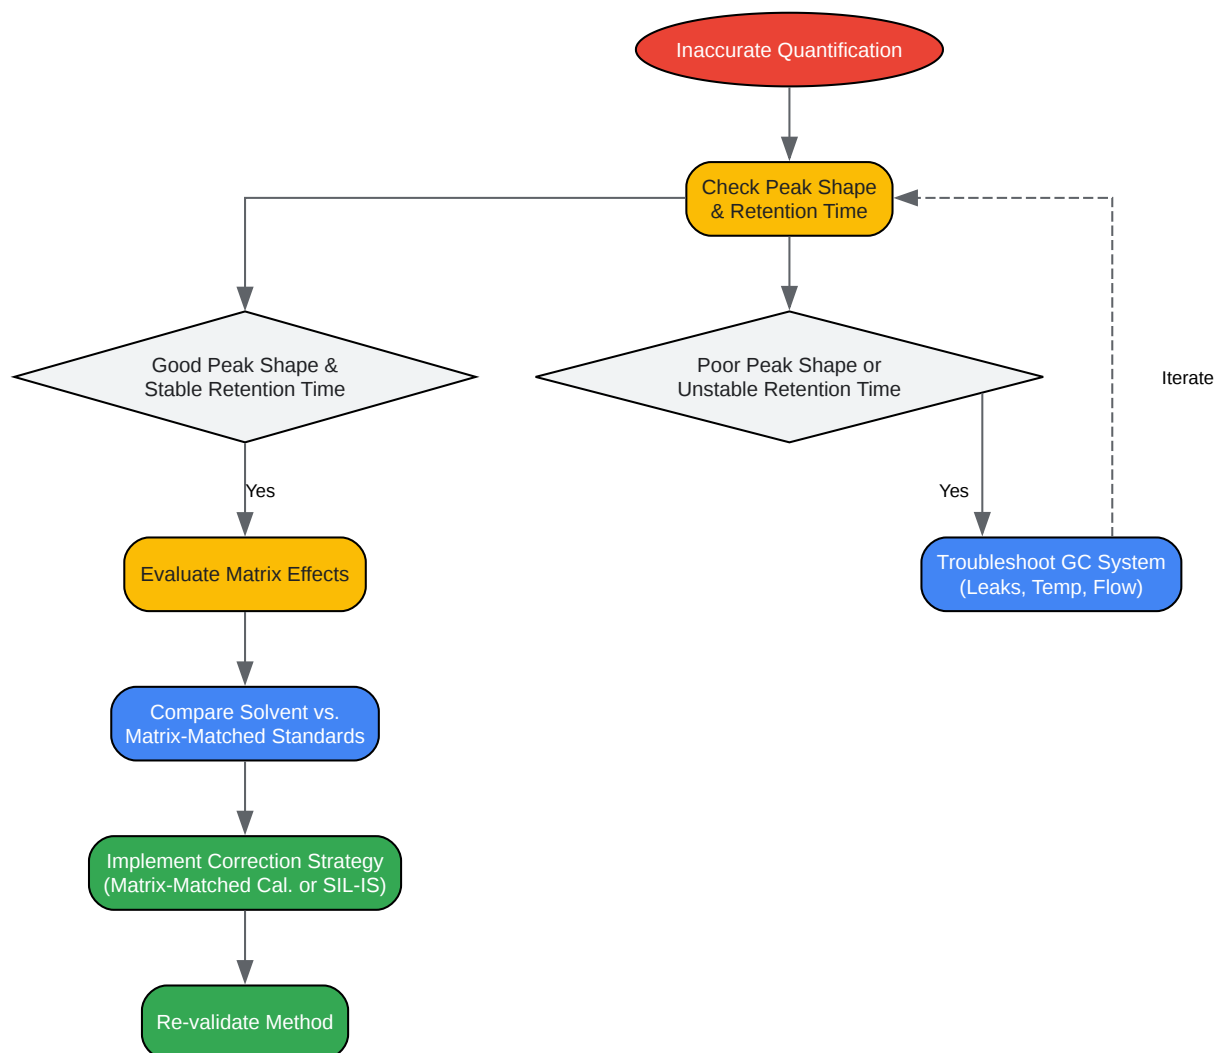 Inaccurate Quantification
Check Peak Shape
& Retention Time
Good Peak Shape &
Stable Retention Time
Poor Peak Shape or
Unstable Retention Time
Iterate
Yes
Yes
Evaluate Matrix Effects
Troubleshoot GC System
(Leaks, Temp, Flow)
Compare Solvent vs.
Matrix-Matched Standards
Implement Correction Strategy
(Matrix-Matched Cal. or SIL-IS)
Re-validate Method